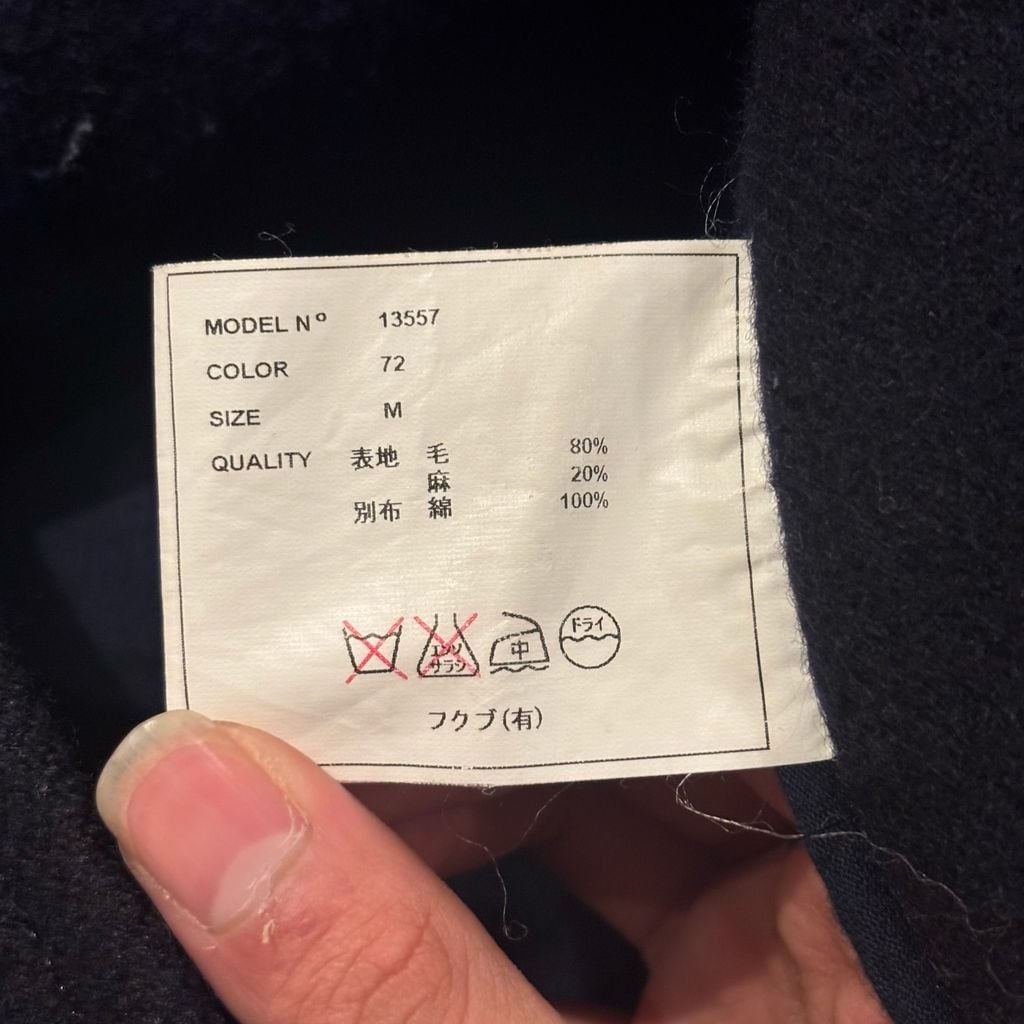 MODEL Nº 13557
COLOR 72
SIZE M
QUALITY 表地 毛 80%
麻 20%
別布 綿 100%
エンソ サラシ 中 ドライ
フクブ(有)